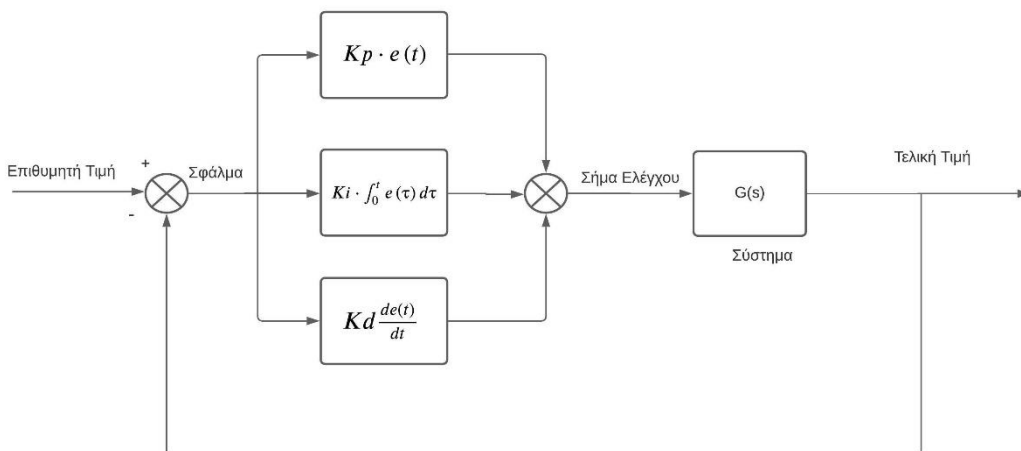 Kp · e(t)
Επιθυμητή Τιμή
+
-
Σφάλμα
Ki · ∫₀ᵗ e(τ) dτ
Σήμα Ελέγχου
G(s)
Σύστημα
Τελική Τιμή
Kd de(t)/dt